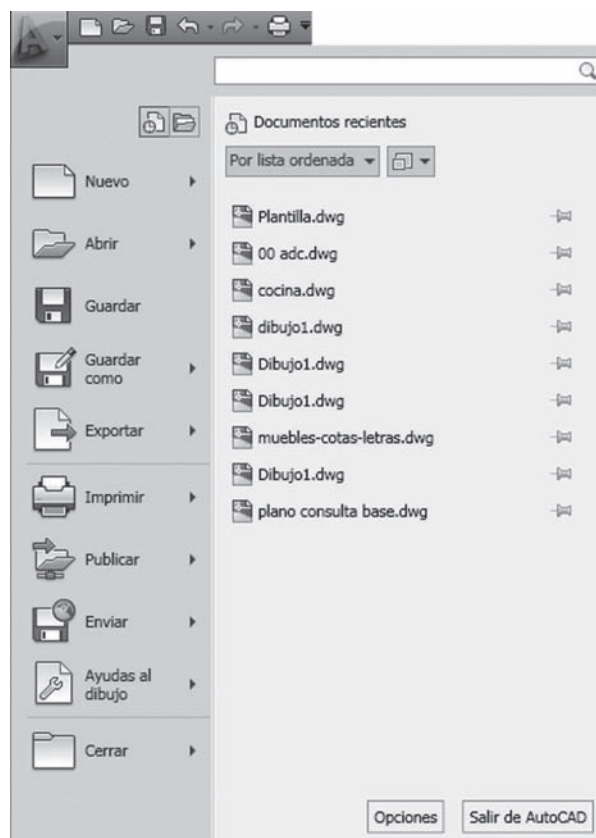 Documentos recientes
Por lista ordenada
Nuevo
Abrir
Guardar
Guardar
como
Exportar
Imprimir
Publicar
Enviar
Ayudas al
dibujo
Cerrar
Plantilla.dwg
00 adc.dwg
cocina.dwg
dibujo1.dwg
Dibujo1.dwg
Dibujo1.dwg
muebles-cotas-letras.dwg
Dibujo1.dwg
plano consulta base.dwg
Opciones
Salir de AutoCAD